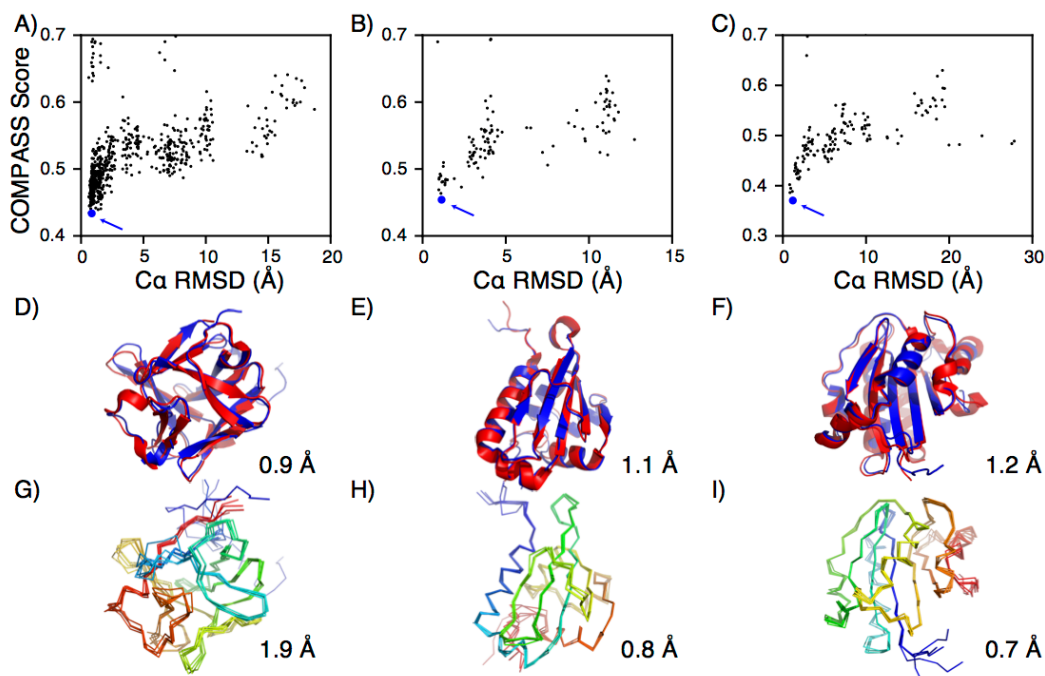 A)
B)
C)
COMPASS Score
0.7
0.6
0.5
0.4
0 5 10 15 20
Cα RMSD (Å)
0.7
0.6
0.5
0.4
0 5 10 15
Cα RMSD (Å)
0.7
0.6
0.5
0.4
0.3
0 10 20 30
Cα RMSD (Å)
D)
0.9 Å
E)
1.1 Å
F)
1.2 Å
G)
1.9 Å
H)
0.8 Å
I)
0.7 Å